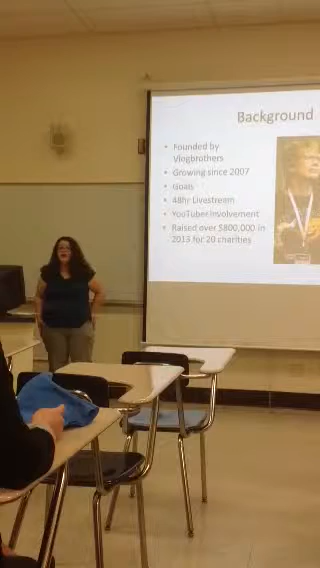 Background
• Founded by
Vlogbrothers
• Growing since 2007
• Goals
• 48hr Livestream
• YouTuber Involvement
• Raised over $800,000 in
2013 for 20 charities